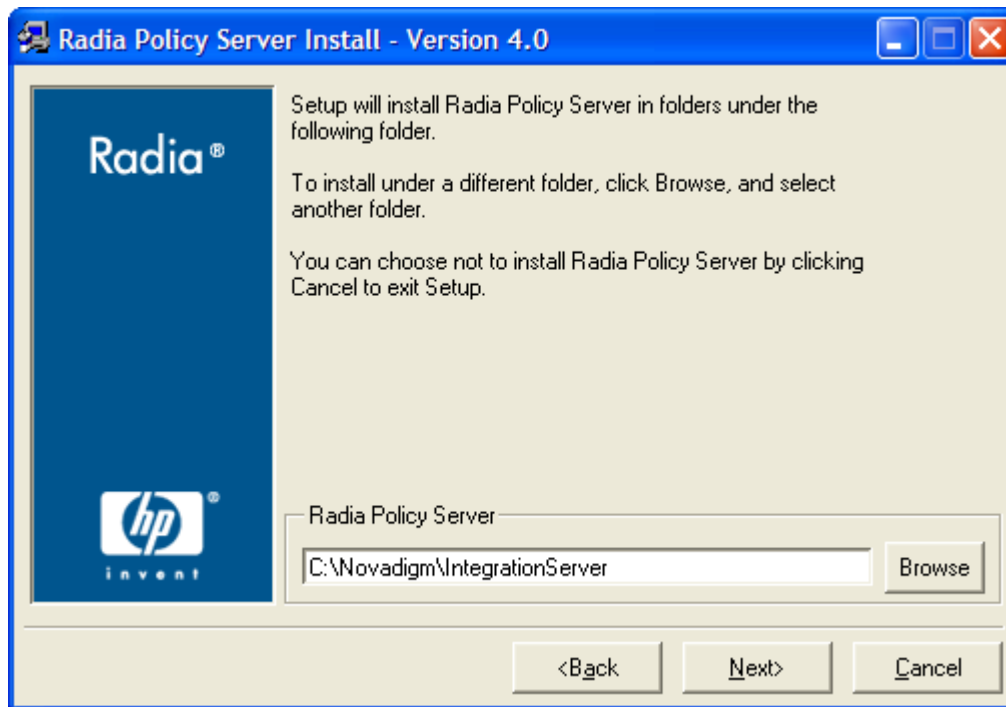 Radia Policy Server Install - Version 4.0
Radia®
Setup will install Radia Policy Server in folders under the
following folder.
To install under a different folder, click Browse, and select
another folder.
You can choose not to install Radia Policy Server by clicking
Cancel to exit Setup.
hp®
invent
Radia Policy Server
C:\Novadigm\IntegrationServer
Browse
<Back
Next>
Cancel